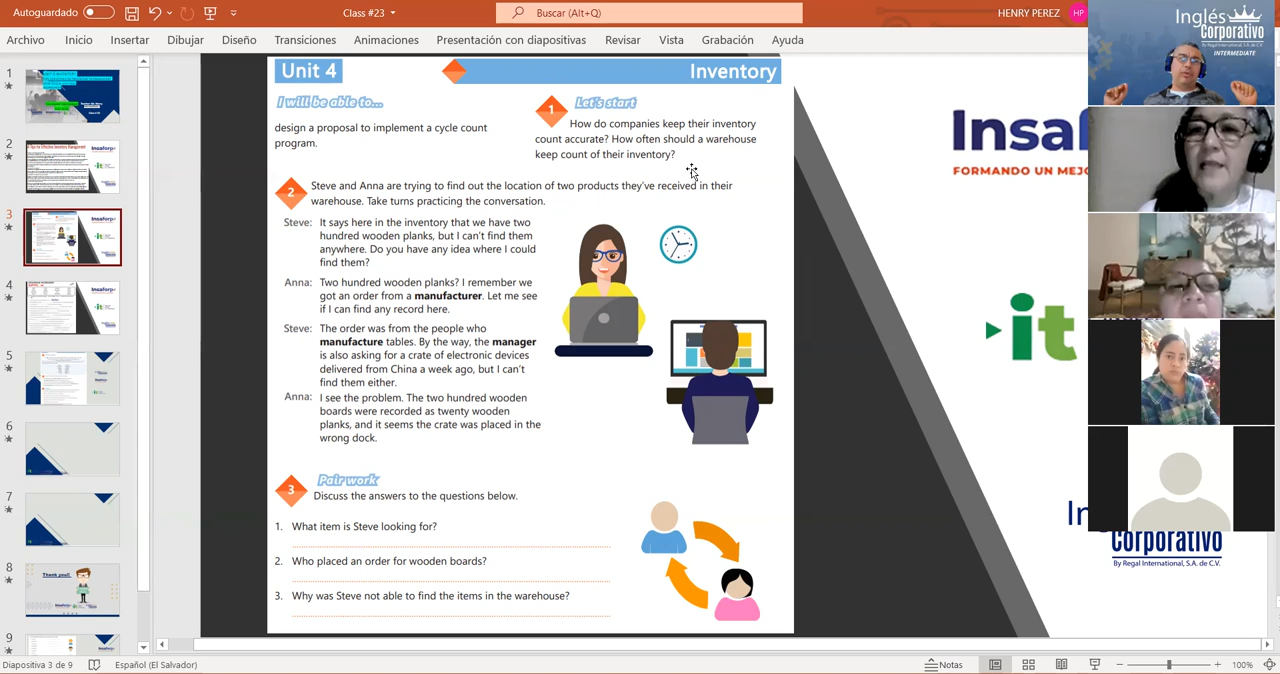 Autoguardado
Class #23
Buscar (Alt+Q)
HENRY PEREZ
HP
Archivo Inicio Insertar Dibujar Diseño Transiciones Animaciones Presentación con diapositivas Revisar Vista Grabación Ayuda
Inglés
Corporativo
By Regal International, S.A. de C.V.
INTERMEDIATE
1
2
3
4
5
6
7
8
9
Thank you!
Unit 4
Inventory
I will be able to...
design a proposal to implement a cycle count
program.
1
Let's start
How do companies keep their inventory
count accurate? How often should a warehouse
keep count of their inventory?
2
Steve and Anna are trying to find out the location of two products they've received in their
warehouse. Take turns practicing the conversation.
Steve: It says here in the inventory that we have two
hundred wooden planks, but I can't find them
anywhere. Do you have any idea where I could
find them?
Anna: Two hundred wooden planks? I remember we
got an order from a manufacturer. Let me see
if I can find any record here.
Steve: The order was from the people who
manufacture tables. By the way, the manager
is also asking for a crate of electronic devices
delivered from China a week ago, but I can't
find them either.
Anna: I see the problem. The two hundred wooden
boards were recorded as twenty wooden
planks, and it seems the crate was placed in the
wrong dock.
3
Pair work
Discuss the answers to the questions below.
1. What item is Steve looking for?
2. Who placed an order for wooden boards?
3. Why was Steve not able to find the items in the warehouse?
Insaf
FORMANDO UN MEJ
it
In
Corporativo
By Regal International, S.A. de C.V.
Diapositiva 3 de 9
Español (El Salvador)
Notas
100%